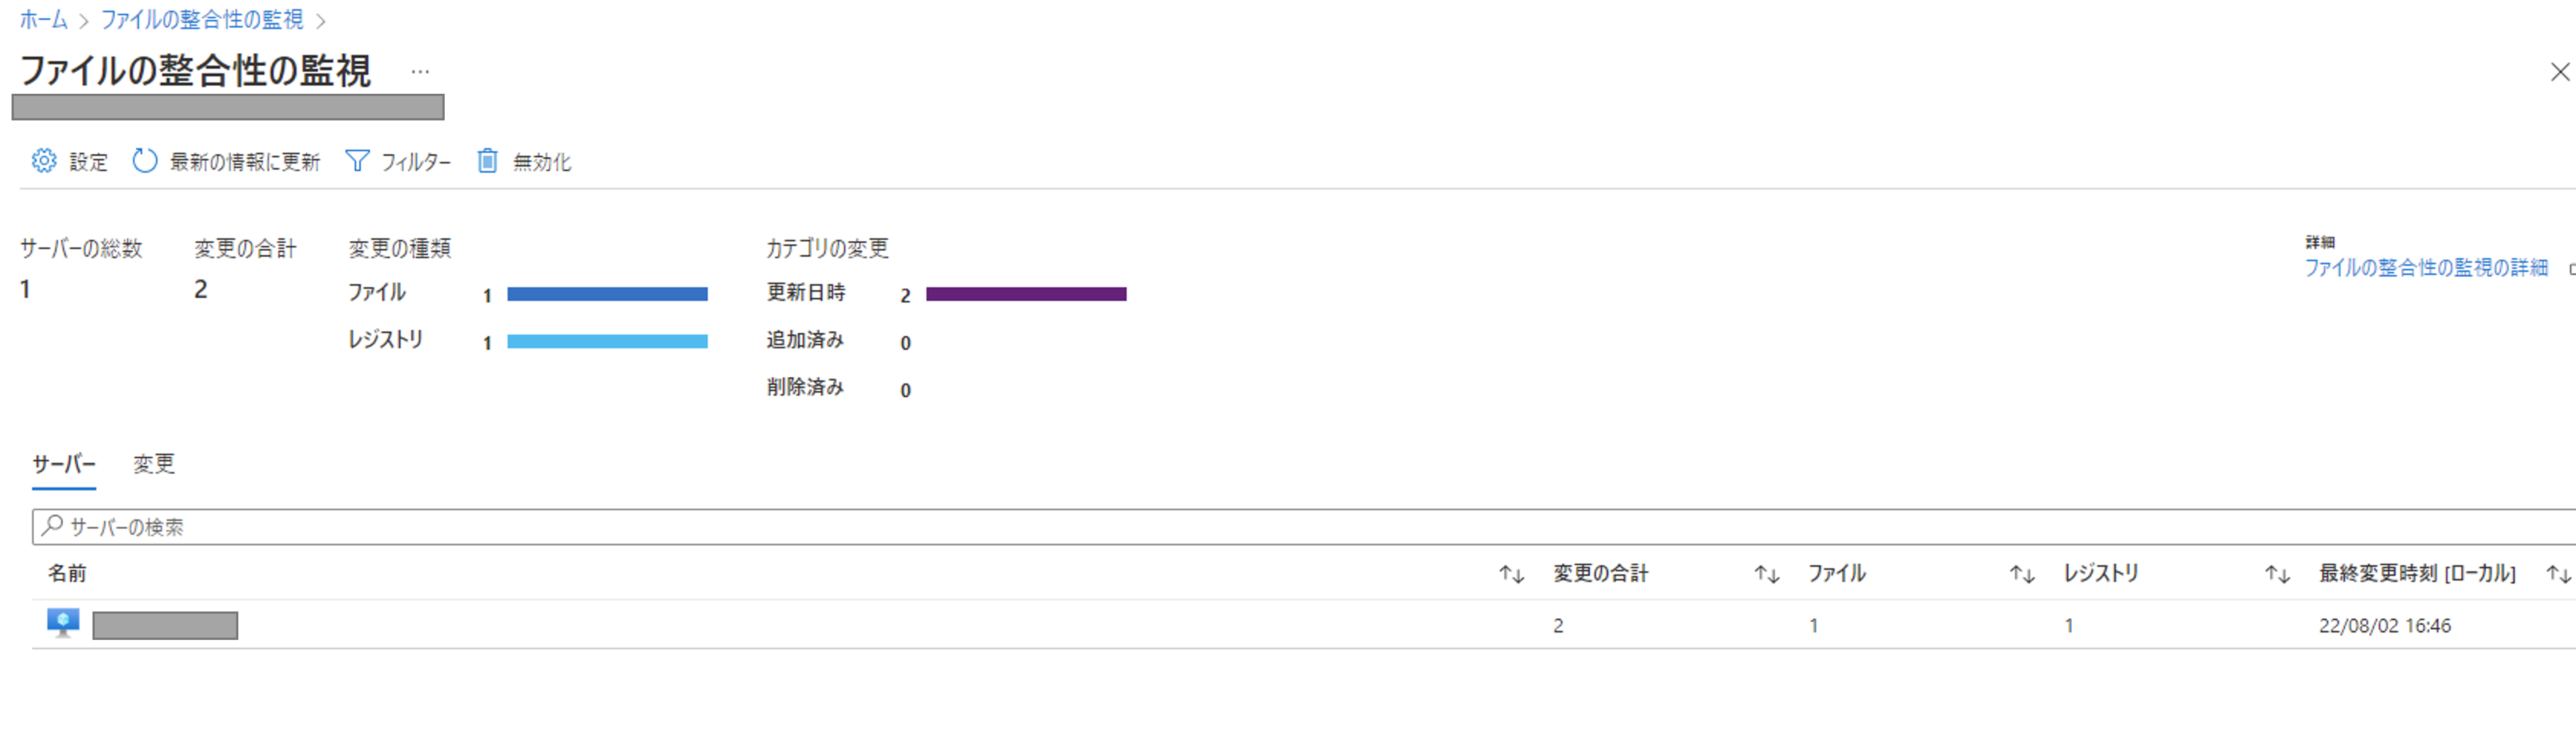 ホーム > ファイルの整合性の監視 >
ファイルの整合性の監視 …
設定 最新の情報に更新 フィルター 無効化
サーバーの総数 変更の合計 変更の種類 カテゴリの変更 詳細
1 2 ファイル 1 更新日時 2 ファイルの整合性の監視の詳細
レジストリ 1 追加済み 0
削除済み 0
サーバー 変更
サーバーの検索
名前 ↑↓ 変更の合計 ↑↓ ファイル ↑↓ レジストリ ↑↓ 最終変更時刻 [ローカル] ↑↓
2 1 1 22/08/02 16:46